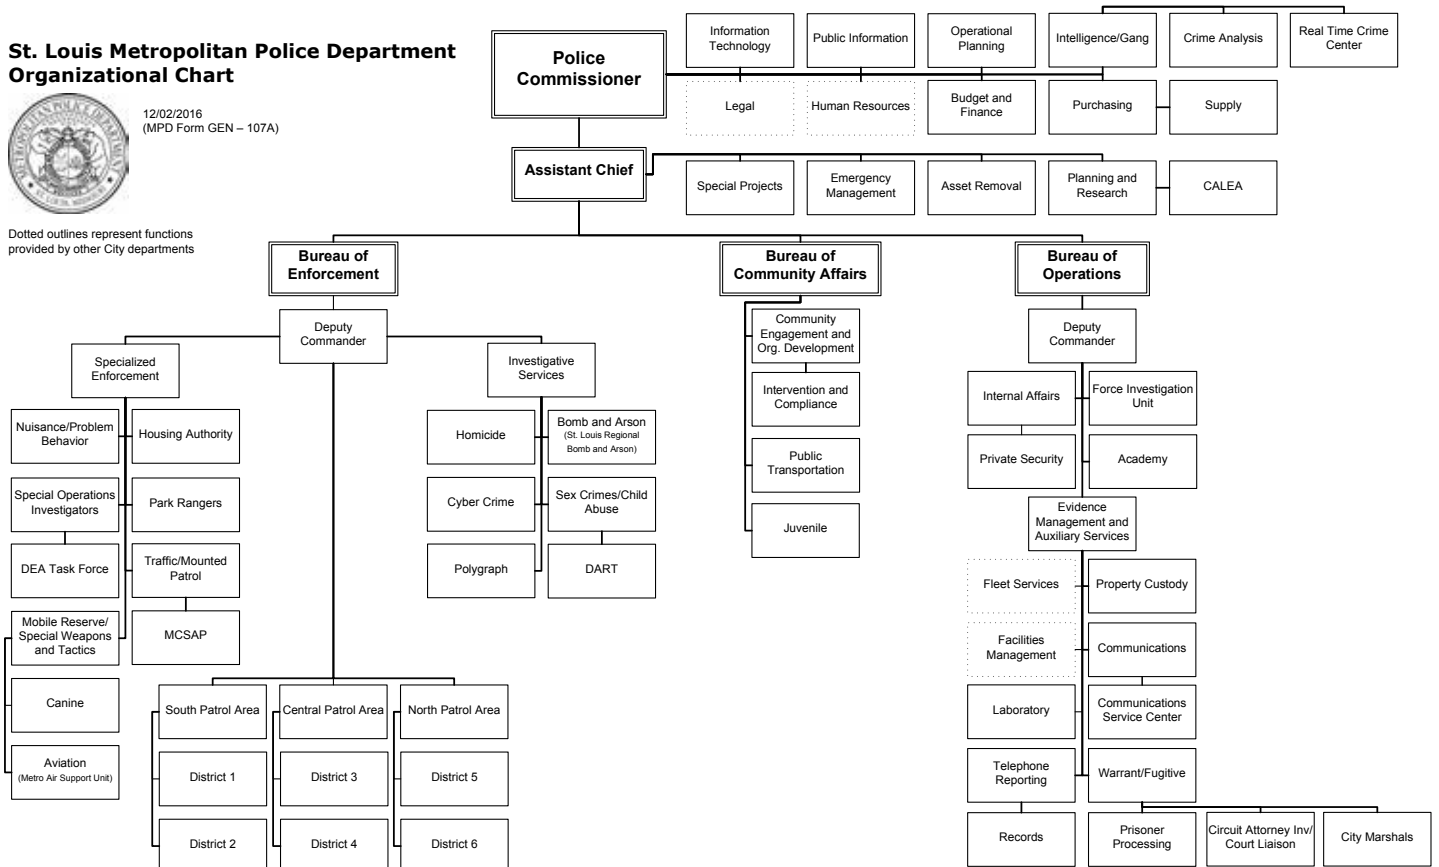 St. Louis Metropolitan Police Department
Organizational Chart
12/02/2016
(MPD Form GEN – 107A)
Dotted outlines represent functions
provided by other City departments
Police
Commissioner
Information
Technology
Public Information
Operational
Planning
Intelligence/Gang
Crime Analysis
Real Time Crime
Center
Legal
Human Resources
Budget and
Finance
Purchasing
Supply
Assistant Chief
Special Projects
Emergency
Management
Asset Removal
Planning and
Research
CALEA
Bureau of
Enforcement
Bureau of
Community Affairs
Bureau of
Operations
Deputy
Commander
Specialized
Enforcement
Investigative
Services
Nuisance/Problem
Behavior
Housing Authority
Special Operations
Investigators
Park Rangers
DEA Task Force
Traffic/Mounted
Patrol
Mobile Reserve/
Special Weapons
and Tactics
MCSAP
Canine
Aviation
(Metro Air Support Unit)
Homicide
Bomb and Arson
(St. Louis Regional
Bomb and Arson)
Cyber Crime
Sex Crimes/Child
Abuse
Polygraph
DART
South Patrol Area
Central Patrol Area
North Patrol Area
District 1
District 3
District 5
District 2
District 4
District 6
Community
Engagement and
Org. Development
Intervention and
Compliance
Public
Transportation
Juvenile
Deputy
Commander
Internal Affairs
Force Investigation
Unit
Private Security
Academy
Evidence
Management and
Auxiliary Services
Fleet Services
Property Custody
Facilities
Management
Communications
Laboratory
Communications
Service Center
Telephone
Reporting
Warrant/Fugitive
Records
Prisoner
Processing
Circuit Attorney Inv/
Court Liaison
City Marshals